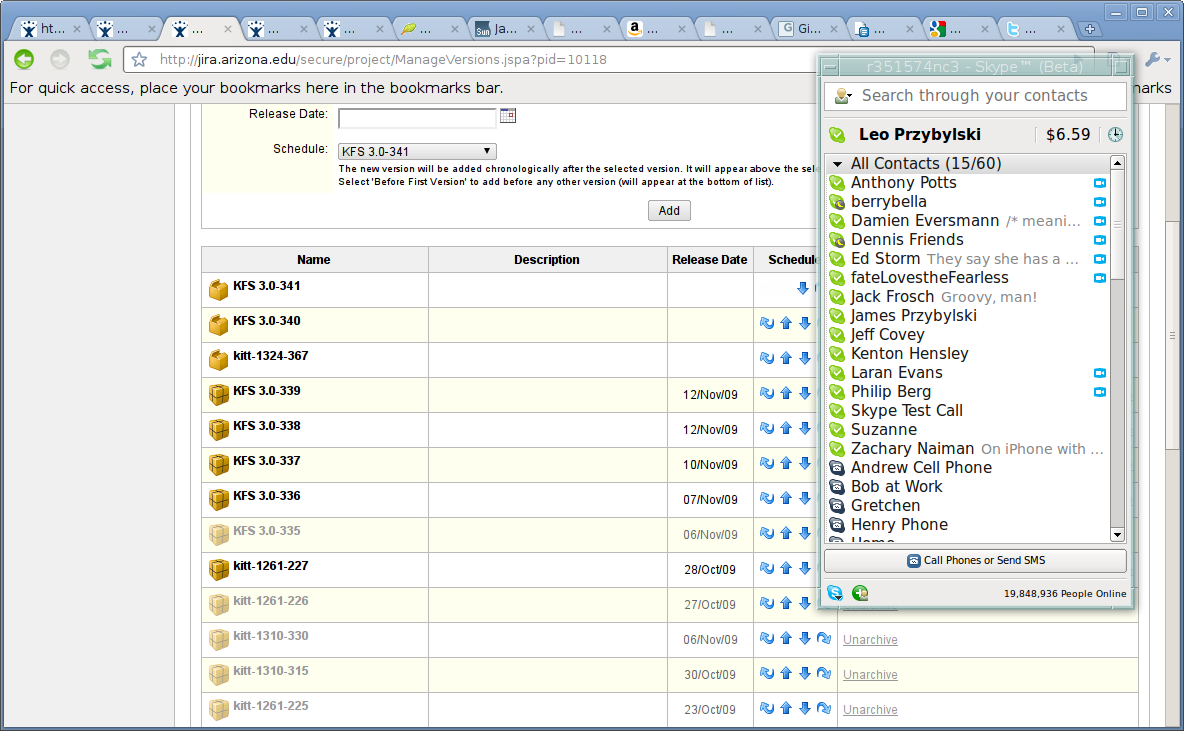 ht...
...
...
...
...
...
Sun Ja...
...
...
...
Gi...
...
...
...
http://jira.arizona.edu/secure/project/ManageVersions.jspa?pid=10118
For quick access, place your bookmarks here in the bookmarks bar.
marks
Release Date:
Schedule: KFS 3.0-341
The new version will be added chronologically after the selected version. It will appear above the sele
Select 'Before First Version' to add before any other version (will appear at the bottom of list).
Add
Name Description Release Date Schedule
KFS 3.0-341
KFS 3.0-340
kitt-1324-367
KFS 3.0-339 12/Nov/09
KFS 3.0-338 12/Nov/09
KFS 3.0-337 10/Nov/09
KFS 3.0-336 07/Nov/09
KFS 3.0-335 06/Nov/09
kitt-1261-227 28/Oct/09
kitt-1261-226 27/Oct/09
kitt-1310-330 06/Nov/09 Unarchive
kitt-1310-315 30/Oct/09 Unarchive
kitt-1261-225 23/Oct/09 Unarchive
r351574nc3 - Skype™ (Beta)
Search through your contacts
Leo Przybylski $6.59
All Contacts (15/60)
Anthony Potts
berrybella
Damien Eversmann /* meani...
Dennis Friends
Ed Storm They say she has a ...
fateLovestheFearless
Jack Frosch Groovy, man!
James Przybylski
Jeff Covey
Kenton Hensley
Laran Evans
Philip Berg
Skype Test Call
Suzanne
Zachary Naiman On iPhone with ...
Andrew Cell Phone
Bob at Work
Gretchen
Henry Phone
Home
Call Phones or Send SMS
19,848,936 People Online